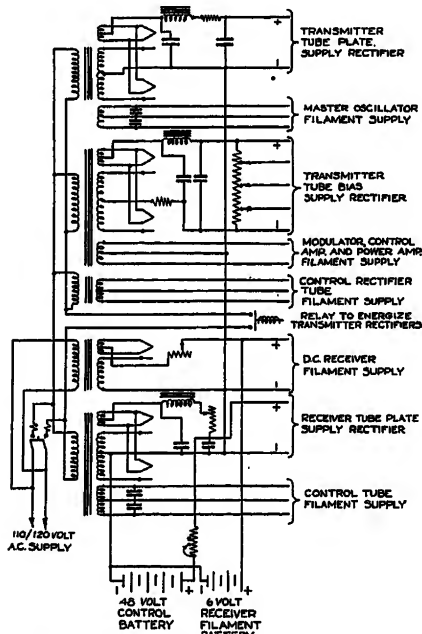 +
TRANSMITTER
TUBE PLATE
SUPPLY RECTIFIER
-
MASTER OSCILLATOR
FILAMENT SUPPLY
+
TRANSMITTER
TUBE BIAS
SUPPLY RECTIFIER
-
MODULATOR, CONTROL
AMP. AND POWER AMP.
FILAMENT SUPPLY
CONTROL RECTIFIER
TUBE
FILAMENT SUPPLY
RELAY TO ENERGIZE
TRANSMITTER RECTIFIERS
+
D.C. RECEIVER
FILAMENT SUPPLY
-
+
RECEIVER TUBE PLATE
SUPPLY RECTIFIER
-
CONTROL TUBE
FILAMENT SUPPLY
110/120 VOLT
A.C. SUPPLY
- +
- +
48 VOLT
CONTROL
BATTERY
6 VOLT
RECEIVER
FILAMENT
BATTERY